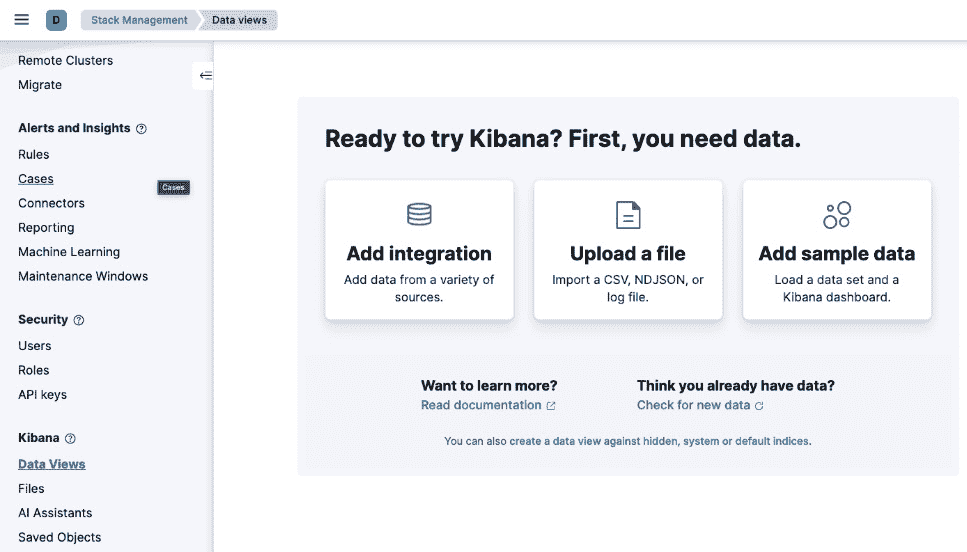 D
Stack Management
Data views
Remote Clusters
Migrate
Alerts and Insights
Rules
Cases
Cases
Connectors
Reporting
Machine Learning
Maintenance Windows
Security
Users
Roles
API keys
Kibana
Data Views
Files
AI Assistants
Saved Objects
Ready to try Kibana? First, you need data.
Add integration
Add data from a variety of
sources.
Upload a file
Import a CSV, NDJSON, or
log file.
Add sample data
Load a data set and a
Kibana dashboard.
Want to learn more?
Read documentation
Think you already have data?
Check for new data
You can also create a data view against hidden, system or default indices.